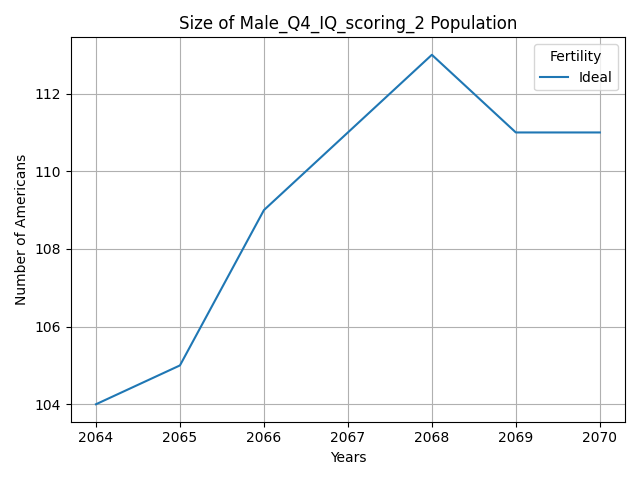 Size of Male_Q4_IQ_scoring_2 Population
Fertility
Ideal
Number of Americans
112
110
108
106
104
2064 2065 2066 2067 2068 2069 2070
Years